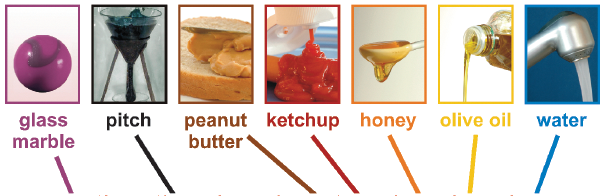 glass marble
pitch
peanut butter
ketchup
honey
olive oil
water